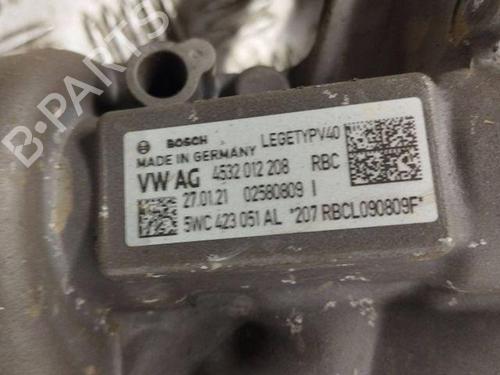 BOSCH LEGETYPV40
MADE IN GERMANY
VW AG 4532 012 208 RBC
27.01.21 02580809 I
5WC 423 051 AL *207 RBCL090809F*
B-PARTS